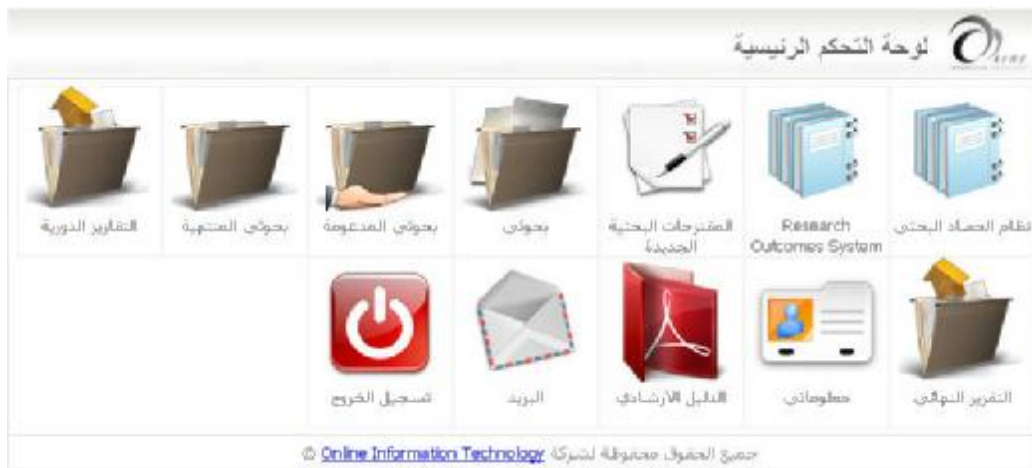 لوحة التحكم الرئيسية
نظام الحصاد البحثي
Research
Outcomes System
المقترحات البحثية
الجديدة
بحوثي
بحوثي المدعومة
بحوثي المنتهية
التقارير الدورية
التقرير النهائي
معلوماتي
الدليل الارشادي
البريد
تسجيل الخروج
جميع الحقوق محفوظة لشركة Online Information Technology ©